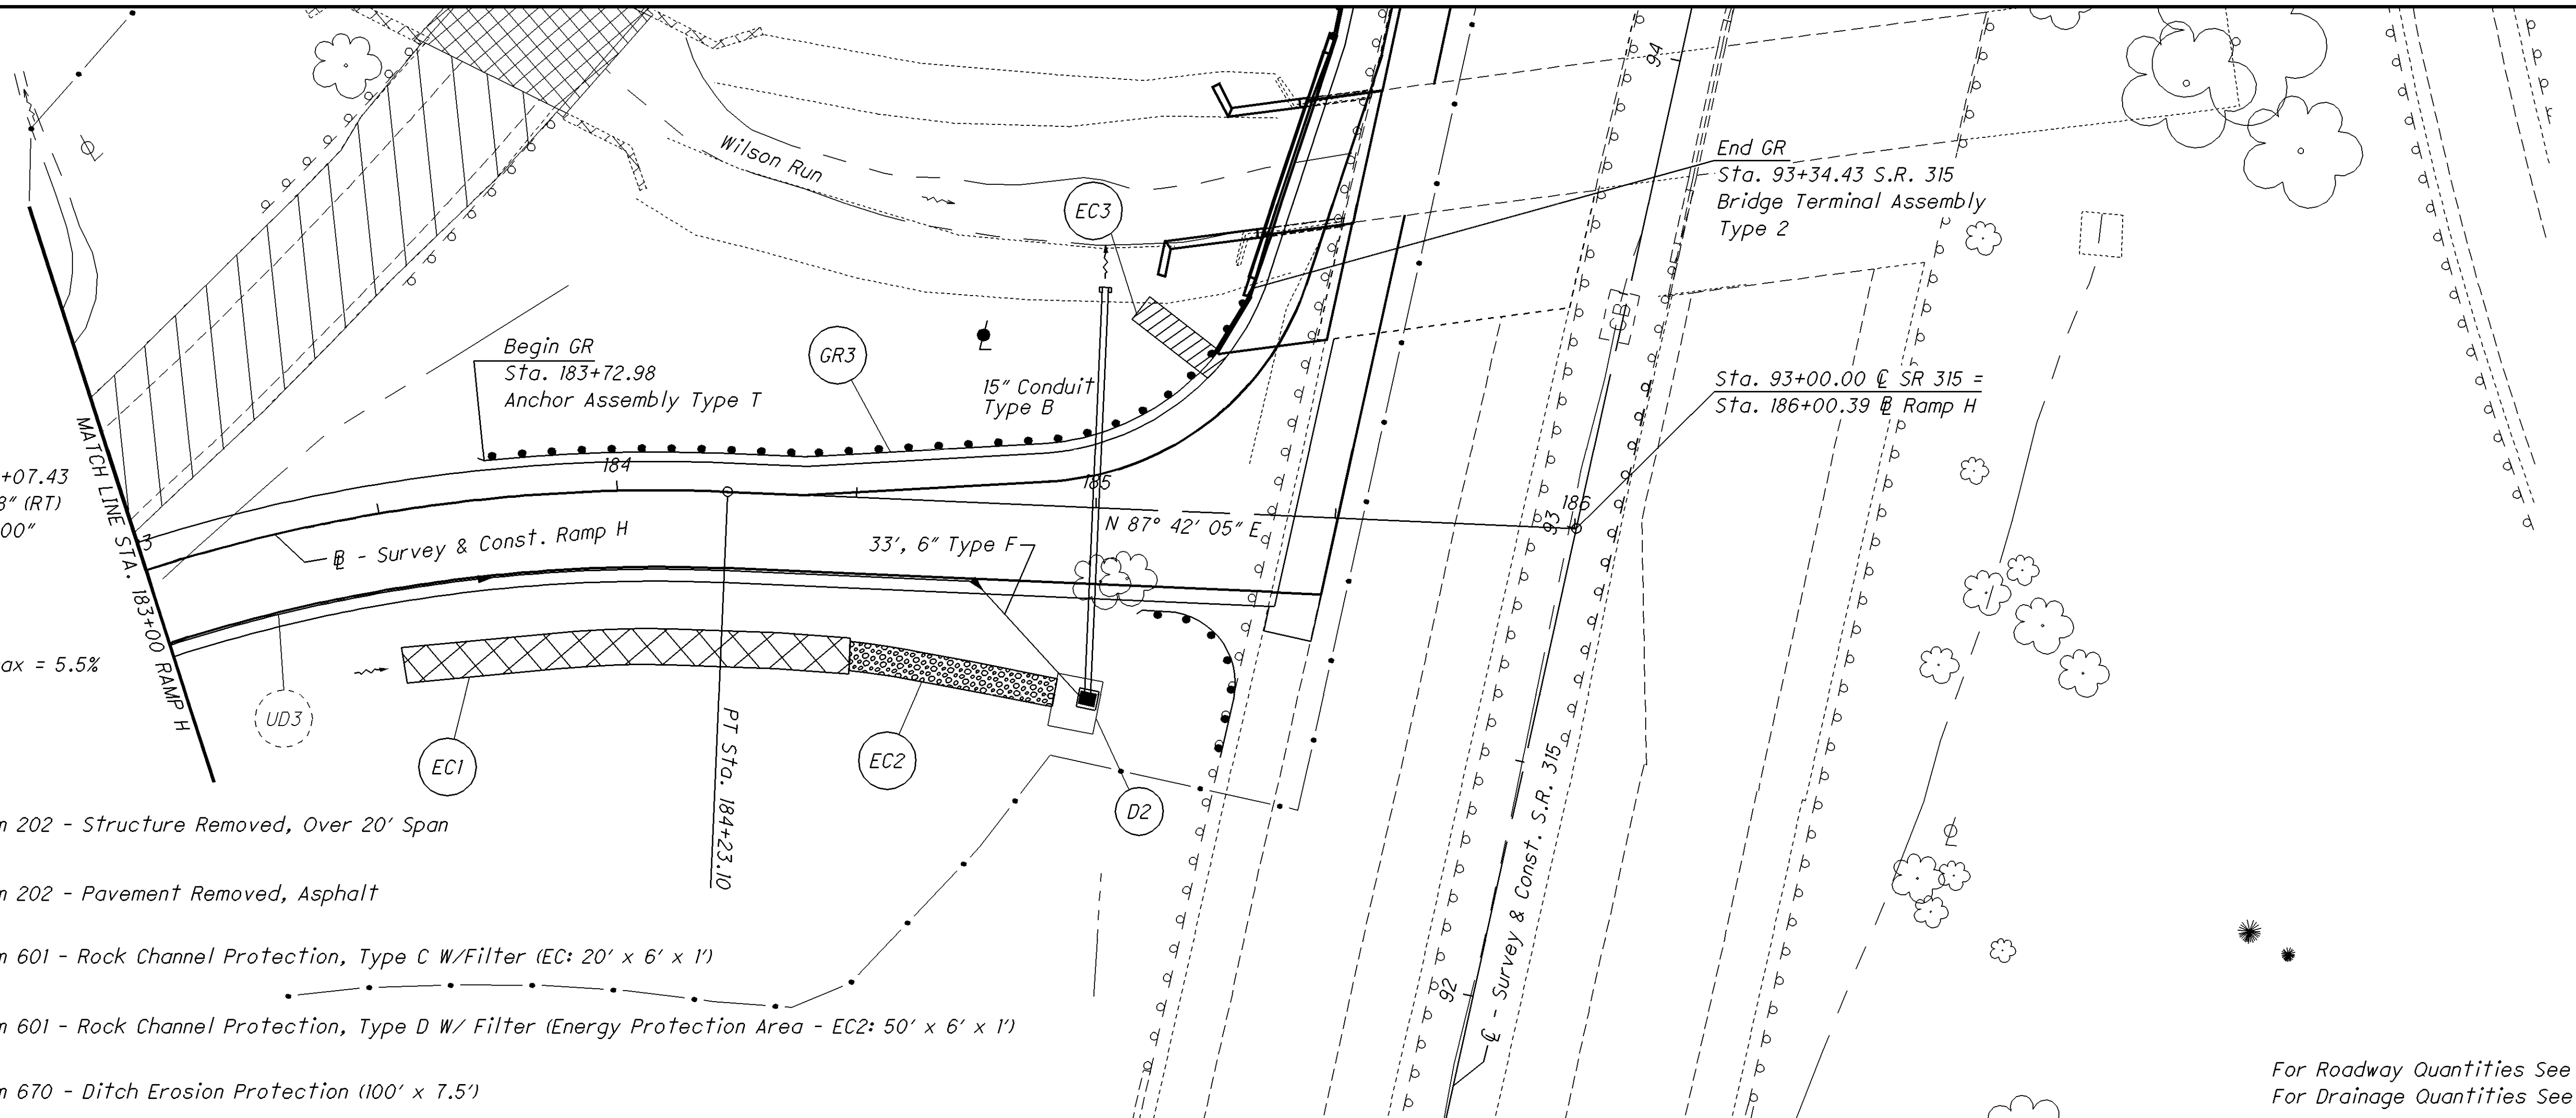 94
Wilson Run
EC3
End GR
Sta. 93+34.43 S.R. 315
Bridge Terminal Assembly
Type 2
CB
Begin GR
Sta. 183+72.98
Anchor Assembly Type T
GR3
15" Conduit
Type B
Sta. 93+00.00 ℄ SR 315 =
Sta. 186+00.39 BL Ramp H
MATCH LINE STA. 183+00 RAMP H
+07.43
8" (RT)
00"
184
185
186
93
N 87° 42' 05" E
3
BL - Survey & Const. Ramp H
33', 6" Type F
ax = 5.5%
UD3
EC1
PT Sta. 184+23.10
EC2
D2
℄ - Survey & Const. S.R. 315
92
m 202 - Structure Removed, Over 20' Span
m 202 - Pavement Removed, Asphalt
m 601 - Rock Channel Protection, Type C W/Filter (EC: 20' x 6' x 1')
m 601 - Rock Channel Protection, Type D W/ Filter (Energy Protection Area - EC2: 50' x 6' x 1')
m 670 - Ditch Erosion Protection (100' x 7.5')
For Roadway Quantities See
For Drainage Quantities See